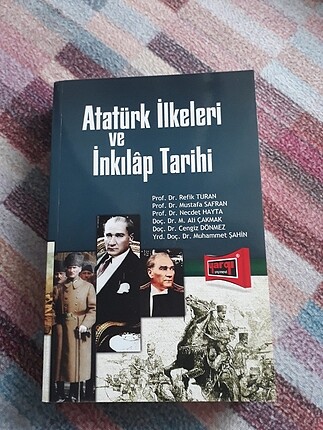 Atatürk İlkeleri
ve
İnkılâp Tarihi
Prof. Dr. Refik TURAN
Prof. Dr. Mustafa SAFRAN
Prof. Dr. Necdet HAYTA
Doç. Dr. M. Ali ÇAKMAK
Doç. Dr. Cengiz DÖNMEZ
Yrd. Doç. Dr. Muhammet ŞAHİN
yargı